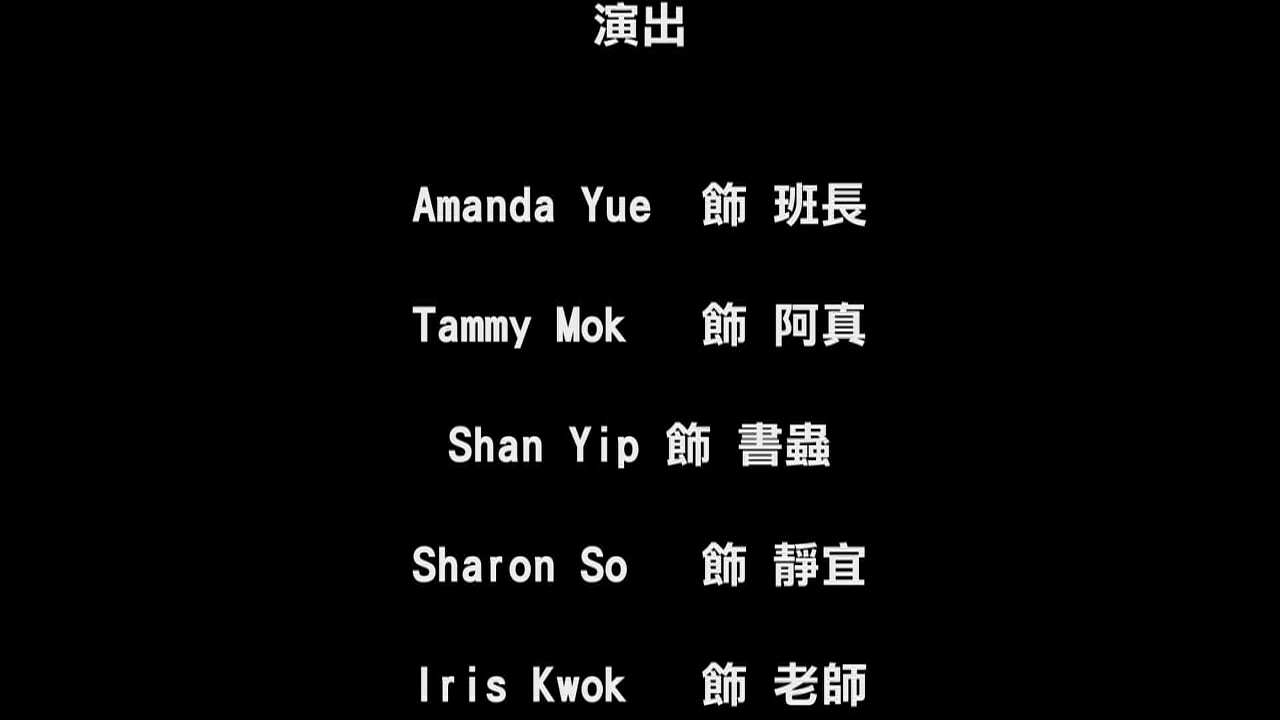 演出
Amanda Yue 飾 班長
Tammy Mok 飾 阿真
Shan Yip 飾 書蟲
Sharon So 飾 靜宜
Iris Kwok 飾 老師